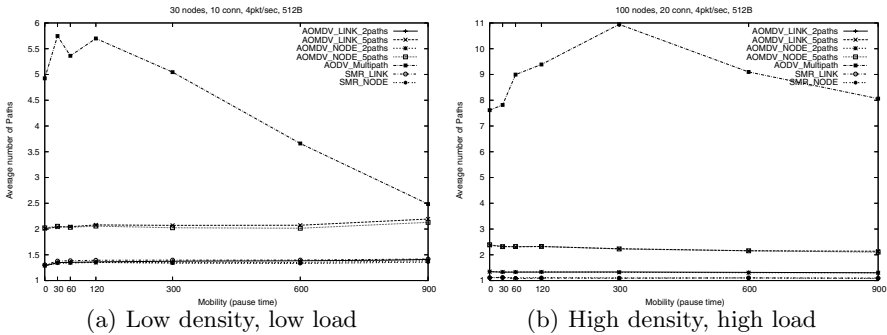 30 nodes, 10 conn, 4pkt/sec, 512B
6
5.5
5
4.5
4
3.5
3
2.5
2
1.5
1
Average number of Paths
AOMDV_LINK_2paths
AOMDV_LINK_5paths
AOMDV_NODE_2paths
AOMDV_NODE_5paths
AODV_Multipath
SMR_LINK
SMR_NODE
0 30 60 120 300 600 900
Mobility (pause time)
(a) Low density, low load
100 nodes, 20 conn, 4pkt/sec, 512B
11
10
9
8
7
6
5
4
3
2
1
Average number of Paths
AOMDV_LINK_2paths
AOMDV_LINK_5paths
AOMDV_NODE_2paths
AOMDV_NODE_5paths
AODV_Multipath
SMR_LINK
SMR_NODE
0 30 60 120 300 600 900
Mobility (pause time)
(b) High density, high load